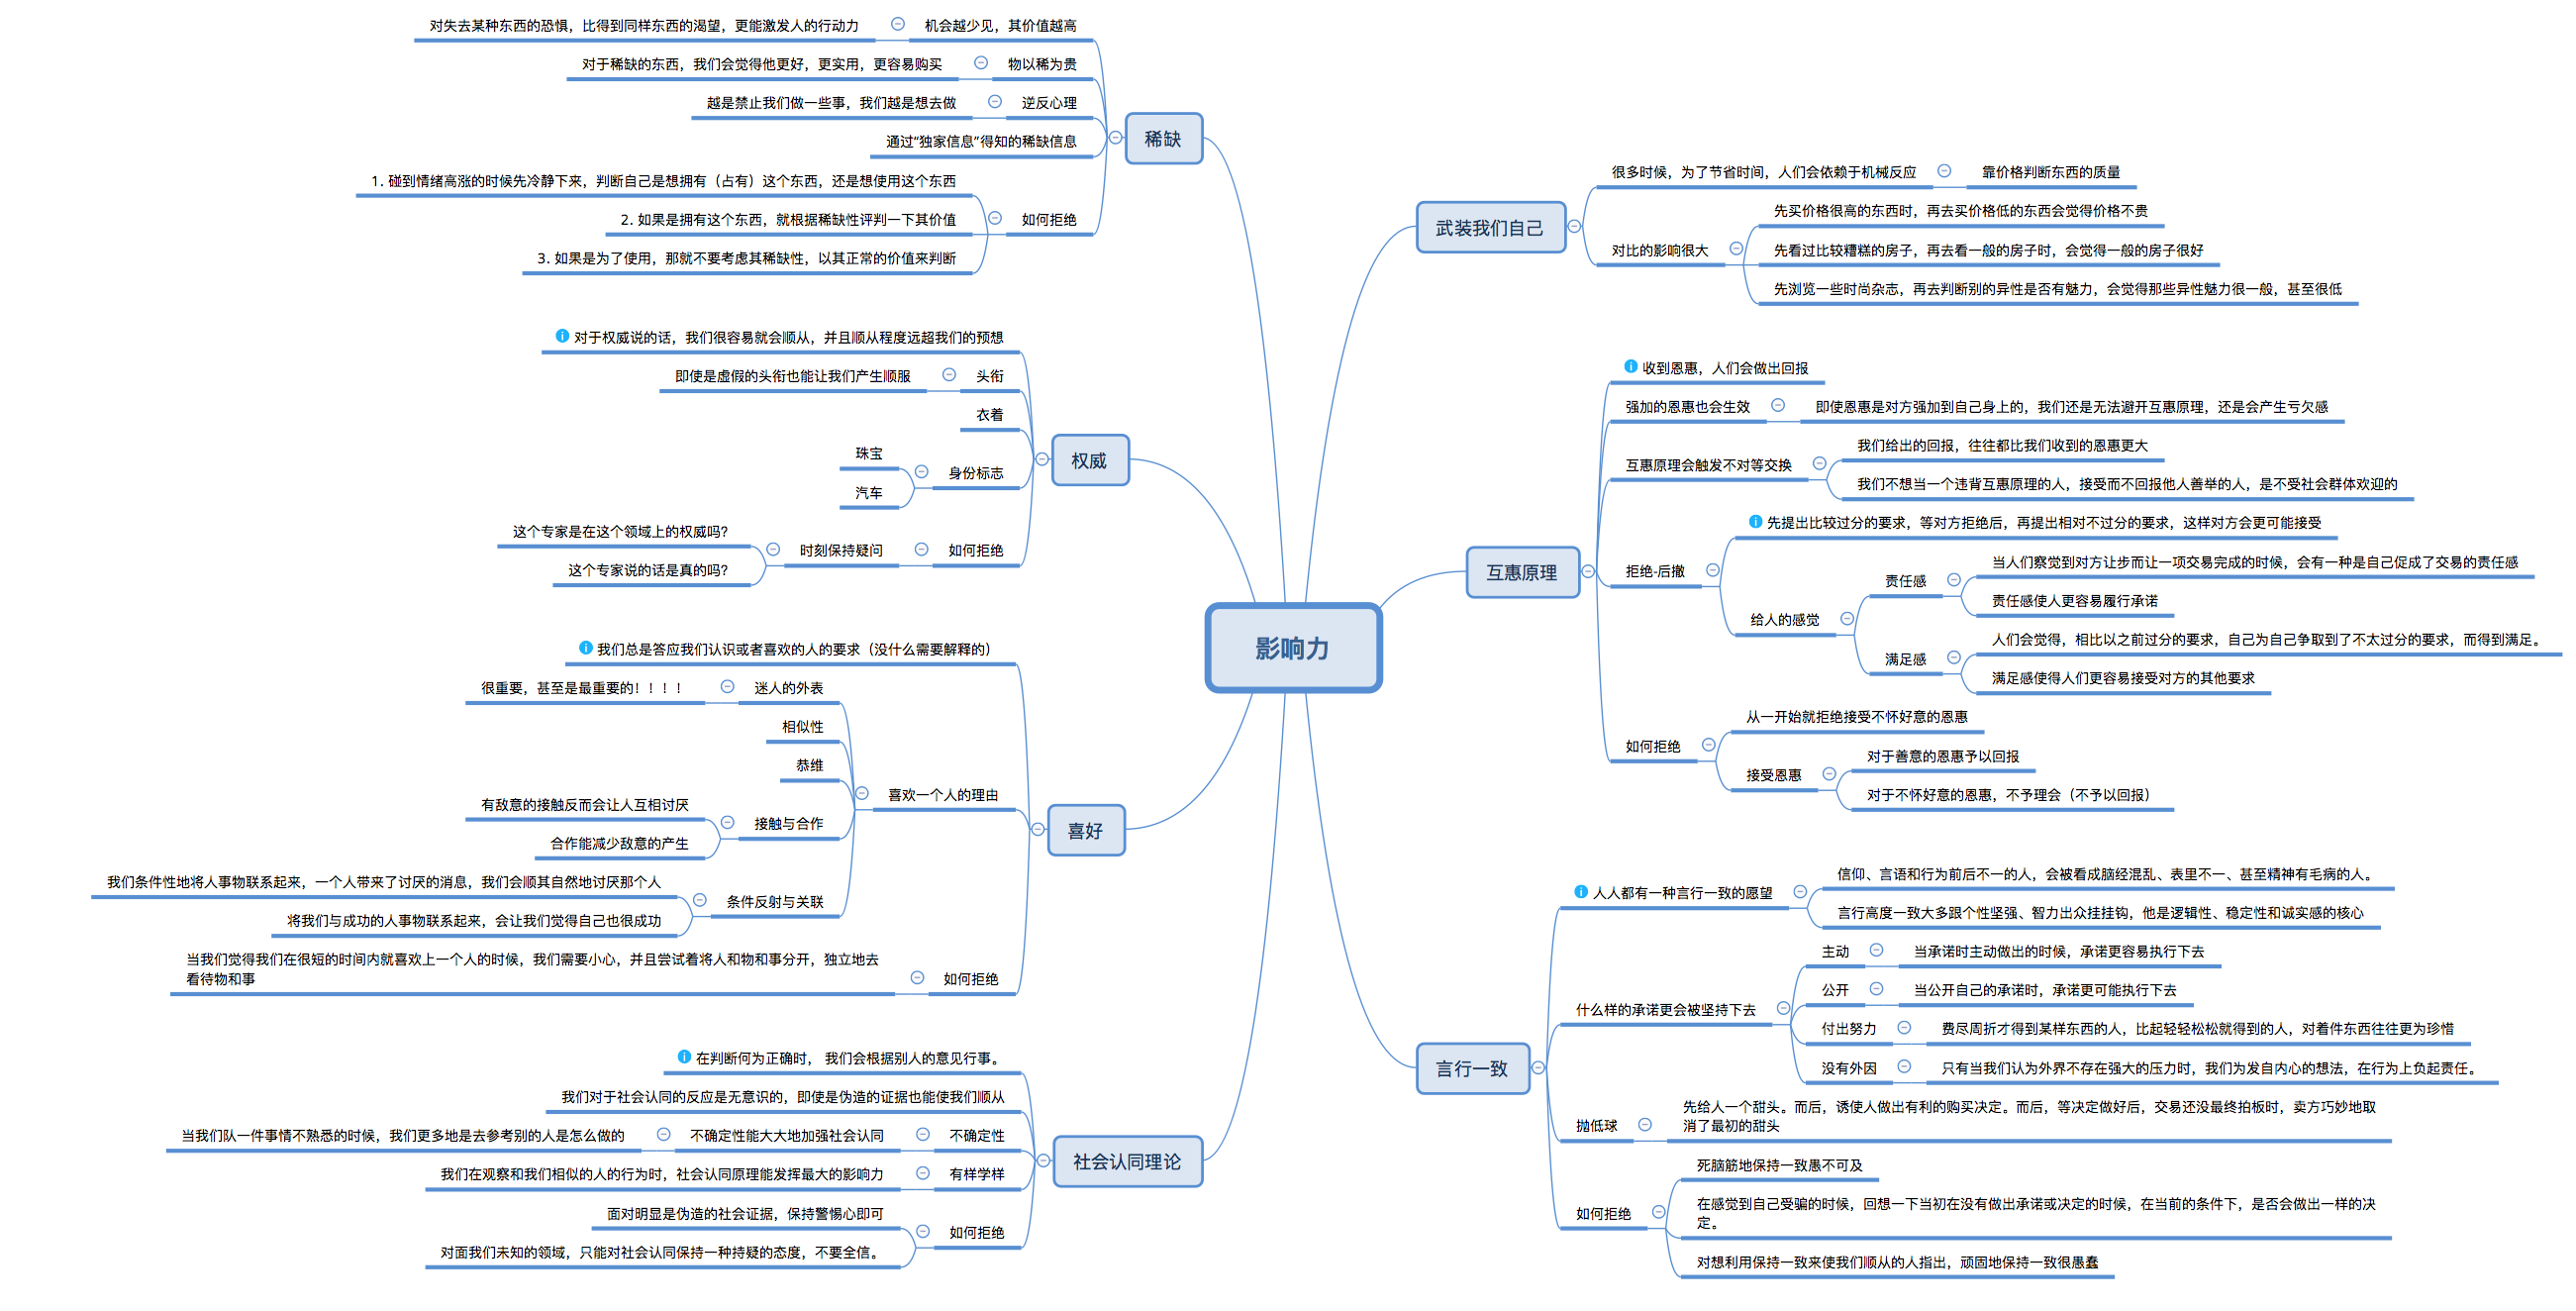 影响力
武装我们自己
很多时候，为了节省时间，人们会依赖于机械反应
靠价格判断东西的质量
对比的影响很大
先买价格很高的东西时，再去买价格低的东西会觉得价格不贵
先看过比较糟糕的房子，再去看一般的房子时，会觉得一般的房子很好
先浏览一些时尚杂志，再去判断别的异性是否有魅力，会觉得那些异性魅力很一般，甚至很低
互惠原理
收到恩惠，人们会做出回报
强加的恩惠也会生效
即使恩惠是对方强加到自己身上的，我们还是无法避开互惠原理，还是会产生亏欠感
互惠原理会触发不对等交换
我们给出的回报，往往都比我们收到的恩惠更大
我们不想当一个违背互惠原理的人，接受而不回报他人善举的人，是不受社会群体欢迎的
拒绝-后撤
先提出比较过分的要求，等对方拒绝后，再提出相对不过分的要求，这样对方会更可能接受
给人的感觉
责任感
当人们察觉到对方让步而让一项交易完成的时候，会有一种是自己促成了交易的责任感
责任感使人更容易履行承诺
满足感
人们会觉得，相比以之前过分的要求，自己为自己争取到了不太过分的要求，而得到满足。
满足感使得人们更容易接受对方的其他要求
如何拒绝
从一开始就拒绝接受不怀好意的恩惠
接受恩惠
对于善意的恩惠予以回报
对于不怀好意的恩惠，不予理会（不予以回报）
言行一致
人人都有一种言行一致的愿望
信仰、言语和行为前后不一的人，会被看成脑经混乱、表里不一、甚至精神有毛病的人。
言行高度一致大多跟个性坚强、智力出众挂挂钩，他是逻辑性、稳定性和诚实感的核心
什么样的承诺更会被坚持下去
主动
当承诺时主动做出的时候，承诺更容易执行下去
公开
当公开自己的承诺时，承诺更可能执行下去
付出努力
费尽周折才得到某样东西的人，比起轻轻松松就得到的人，对着件东西往往更为珍惜
没有外因
只有当我们认为外界不存在强大的压力时，我们为发自内心的想法，在行为上负起责任。
抛低球
先给人一个甜头。而后，诱使人做出有利的购买决定。而后，等决定做好后，交易还没最终拍板时，卖方巧妙地取
消了最初的甜头
如何拒绝
死脑筋地保持一致愚不可及
在感觉到自己受骗的时候，回想一下当初在没有做出承诺或决定的时候，在当前的条件下，是否会做出一样的决
定。
对想利用保持一致来使我们顺从的人指出，顽固地保持一致很愚蠢
稀缺
机会越少见，其价值越高
对失去某种东西的恐惧，比得到同样东西的渴望，更能激发人的行动力
物以稀为贵
对于稀缺的东西，我们会觉得他更好，更实用，更容易购买
逆反心理
越是禁止我们做一些事，我们越是想去做
通过“独家信息”得知的稀缺信息
如何拒绝
1. 碰到情绪高涨的时候先冷静下来，判断自己是想拥有（占有）这个东西，还是想使用这个东西
2. 如果是拥有这个东西，就根据稀缺性评判一下其价值
3. 如果是为了使用，那就不要考虑其稀缺性，以其正常的价值来判断
权威
对于权威说的话，我们很容易就会顺从，并且顺从程度远超我们的预想
头衔
即使是虚假的头衔也能让我们产生顺服
衣着
身份标志
珠宝
汽车
如何拒绝
时刻保持疑问
这个专家是在这个领域上的权威吗?
这个专家说的话是真的吗?
喜好
我们总是答应我们认识或者喜欢的人的要求（没什么需要解释的）
喜欢一个人的理由
迷人的外表
很重要，甚至是最重要的！！！！
相似性
恭维
接触与合作
有敌意的接触反而会让人互相讨厌
合作能减少敌意的产生
条件反射与关联
我们条件性地将人事物联系起来，一个人带来了讨厌的消息，我们会顺其自然地讨厌那个人
将我们与成功的人事物联系起来，会让我们觉得自己也很成功
如何拒绝
当我们觉得我们在很短的时间内就喜欢上一个人的时候，我们需要小心，并且尝试着将人和物和事分开，独立地去
看待物和事
社会认同理论
在判断何为正确时， 我们会根据别人的意见行事。
我们对于社会认同的反应是无意识的，即使是伪造的证据也能使我们顺从
不确定性
不确定性能大大地加强社会认同
当我们队一件事情不熟悉的时候，我们更多地是去参考别的人是怎么做的
有样学样
我们在观察和我们相似的人的行为时，社会认同原理能发挥最大的影响力
如何拒绝
面对明显是伪造的社会证据，保持警惕心即可
对面我们未知的领域，只能对社会认同保持一种持疑的态度，不要全信。